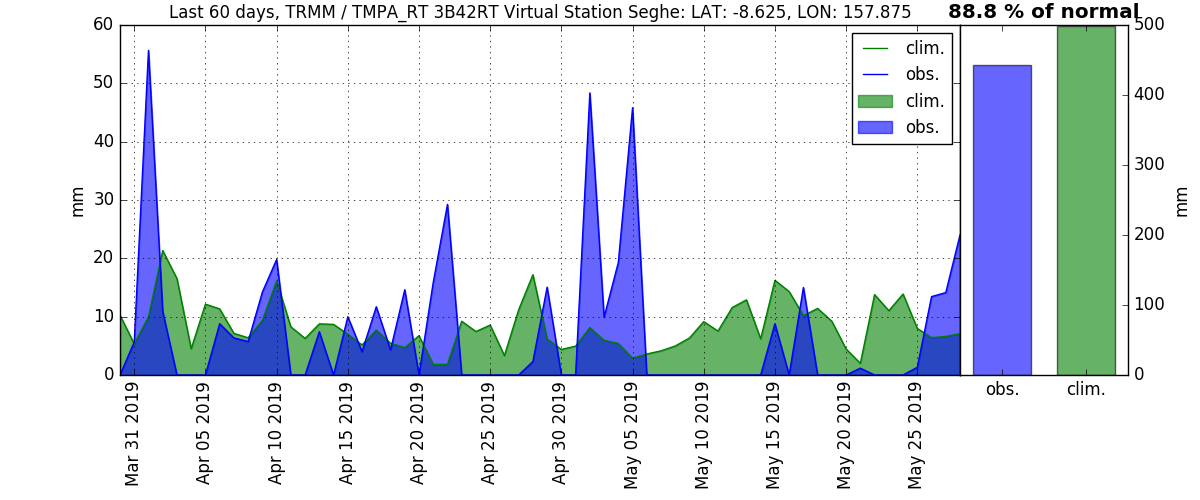 Last 60 days, TRMM / TMPA_RT 3B42RT Virtual Station Seghe: LAT: -8.625, LON: 157.875
88.8 % of normal
60
50
40
30
20
10
0
mm
clim.
obs.
clim.
obs.
500
400
300
200
100
0
mm
Mar 31 2019
Apr 05 2019
Apr 10 2019
Apr 15 2019
Apr 20 2019
Apr 25 2019
Apr 30 2019
May 05 2019
May 10 2019
May 15 2019
May 20 2019
May 25 2019
obs.
clim.